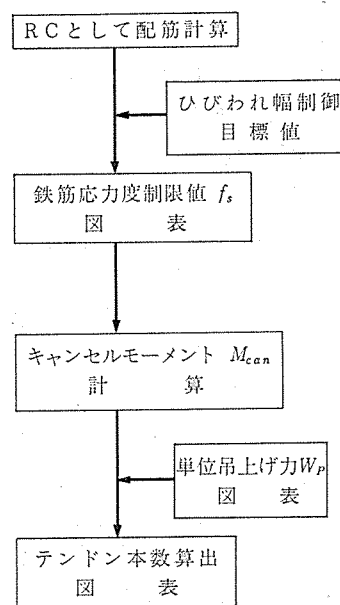 RCとして配筋計算
ひびわれ幅制御
目標値
鉄筋応力度制限値 fs
図表
キャンセルモーメント Mcan
計算
単位吊上げ力WP
図表
テンドン本数算出
図表